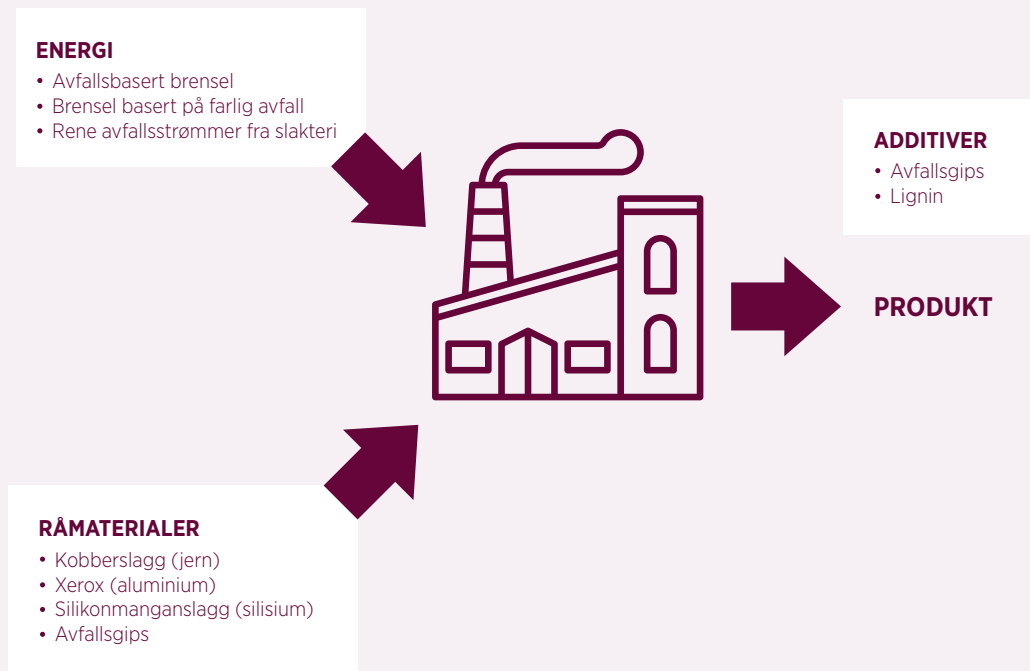 ENERGI
• Avfallsbasert brensel
• Brensel basert på farlig avfall
• Rene avfallsstrømmer fra slakteri
ADDITIVER
• Avfallsgips
• Lignin
PRODUKT
RÅMATERIALER
• Kobberslagg (jern)
• Xerox (aluminium)
• Silikonmanganslagg (silisium)
• Avfallsgips